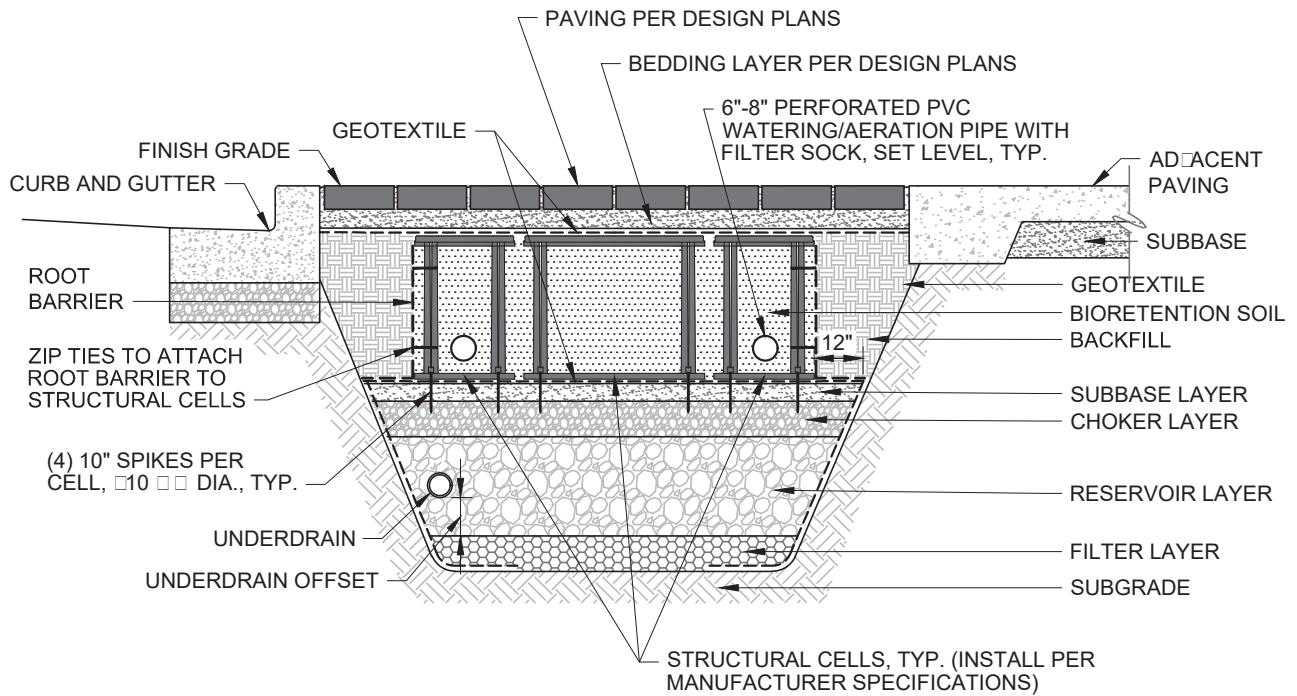 PAVING PER DESIGN PLANS
BEDDING LAYER PER DESIGN PLANS
6"-8" PERFORATED PVC
WATERING/AERATION PIPE WITH
FILTER SOCK, SET LEVEL, TYP.
GEOTEXTILE
FINISH GRADE
CURB AND GUTTER
AD□ACENT
PAVING
SUBBASE
ROOT
BARRIER
GEOTEXTILE
BIORETENTION SOIL
BACKFILL
12"
ZIP TIES TO ATTACH
ROOT BARRIER TO
STRUCTURAL CELLS
SUBBASE LAYER
CHOKER LAYER
(4) 10" SPIKES PER
CELL, □10 □ □ DIA., TYP.
RESERVOIR LAYER
UNDERDRAIN
FILTER LAYER
UNDERDRAIN OFFSET
SUBGRADE
STRUCTURAL CELLS, TYP. (INSTALL PER
MANUFACTURER SPECIFICATIONS)